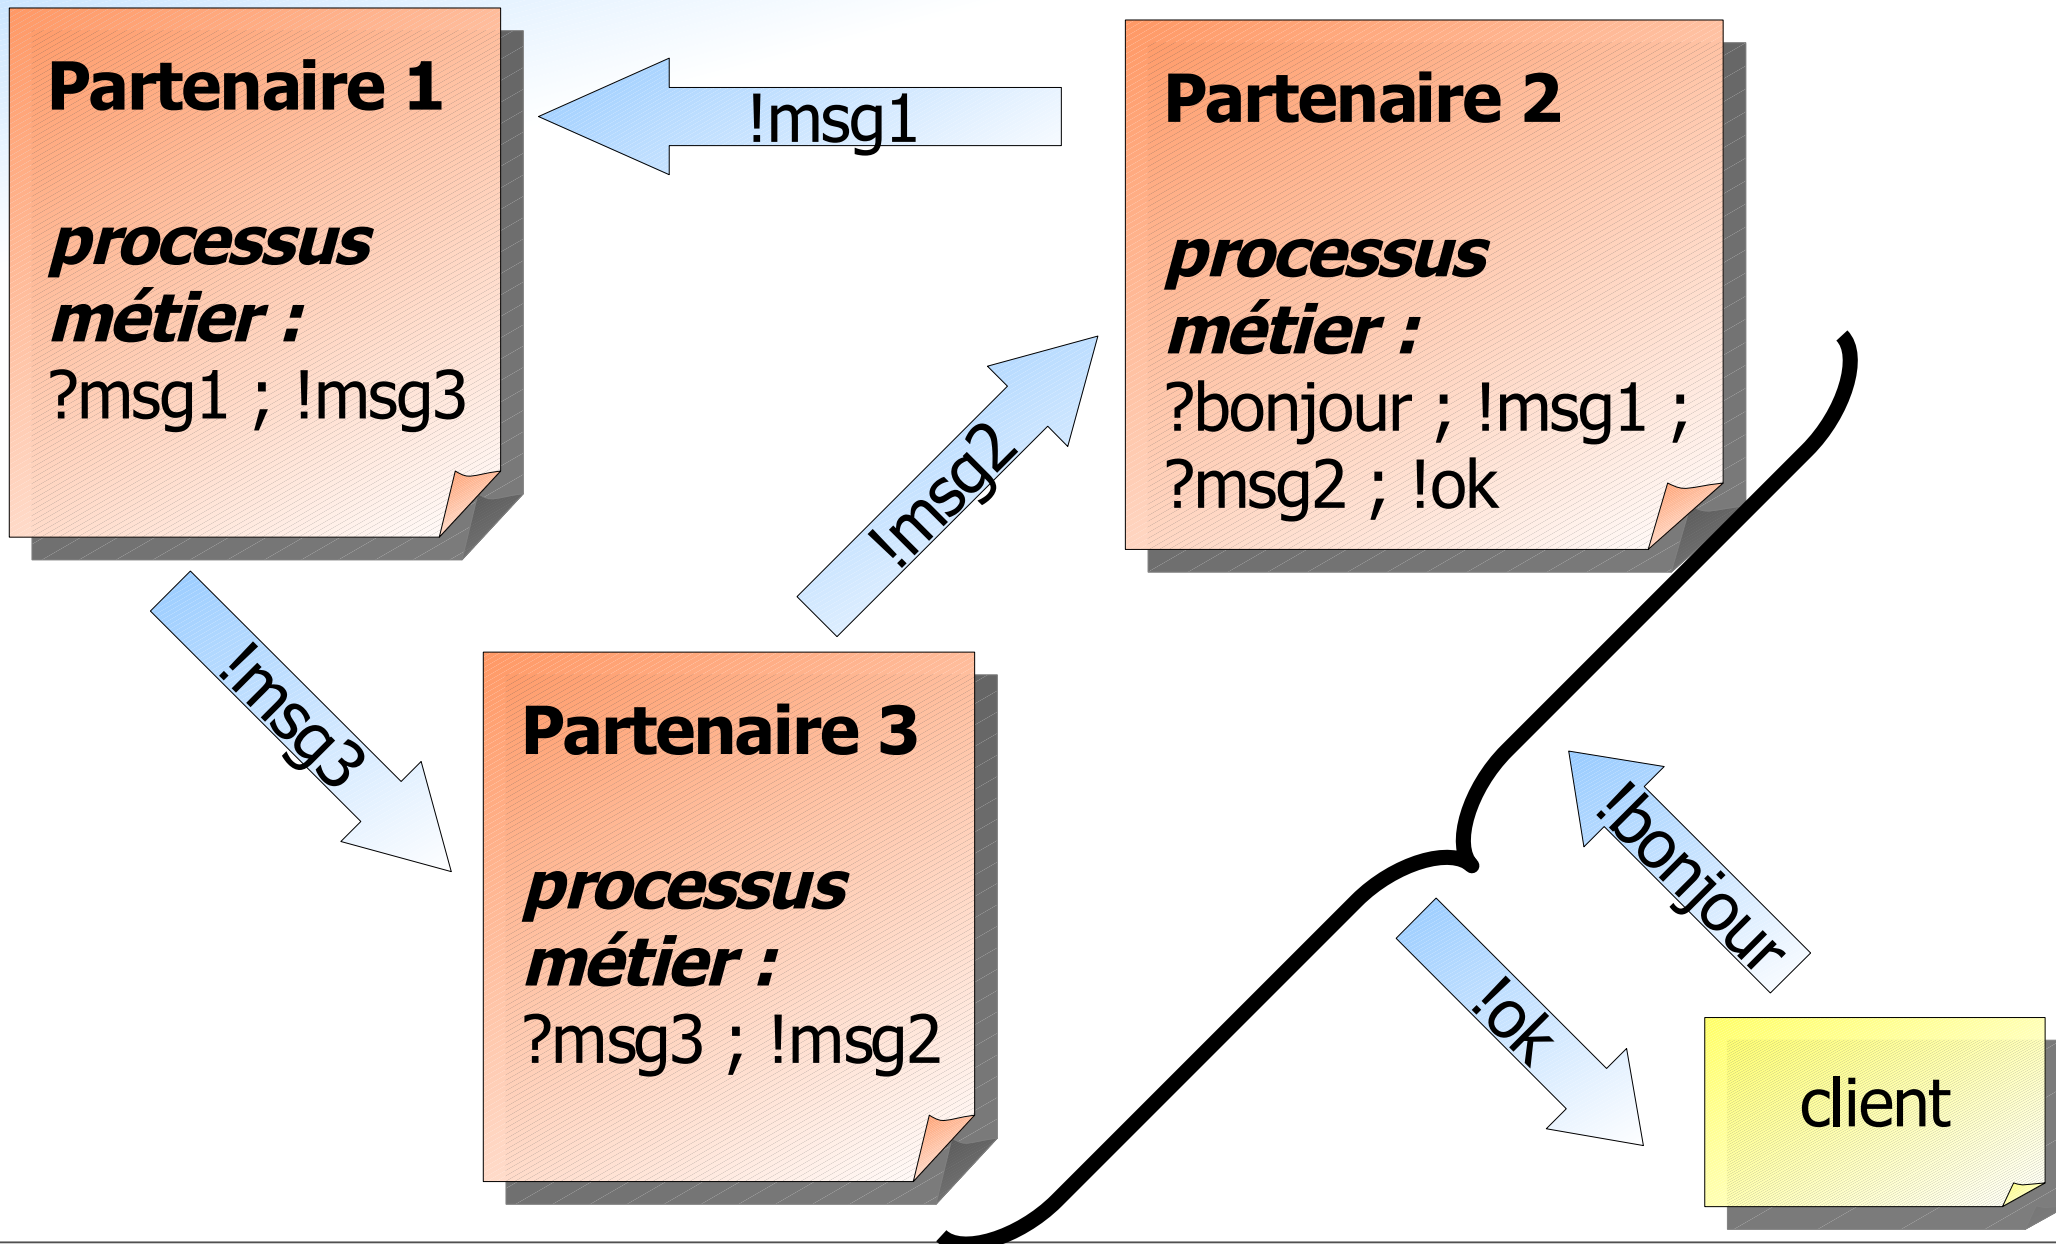 Partenaire 1
processus
métier :
?msg1 ; !msg3
!msg1
Partenaire 2
processus
métier :
?bonjour ; !msg1 ;
?msg2 ; !ok
!msg2
!msg3
Partenaire 3
processus
métier :
?msg3 ; !msg2
!bonjour
!ok
client